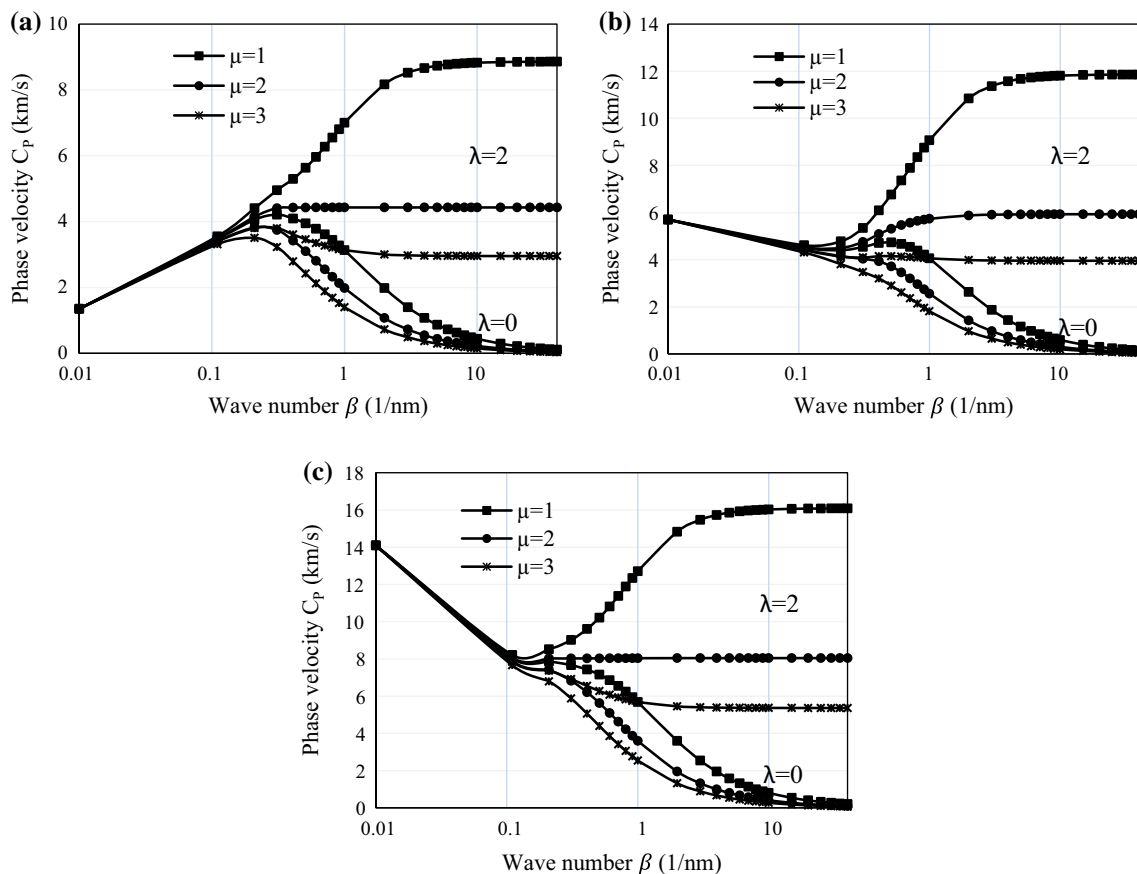 (a)
10
8
6
4
2
0
Phase velocity C_P (km/s)
μ=1
μ=2
μ=3
λ=2
λ=0
0.01
0.1
1
10
Wave number β (1/nm)
(b)
14
12
10
8
6
4
2
0
Phase velocity C_P (km/s)
μ=1
μ=2
μ=3
λ=2
λ=0
0.01
0.1
1
10
Wave number β (1/nm)
(c)
18
16
14
12
10
8
6
4
2
0
Phase velocity C_P (km/s)
μ=1
μ=2
μ=3
λ=2
λ=0
0.01
0.1
1
10
Wave number β (1/nm)